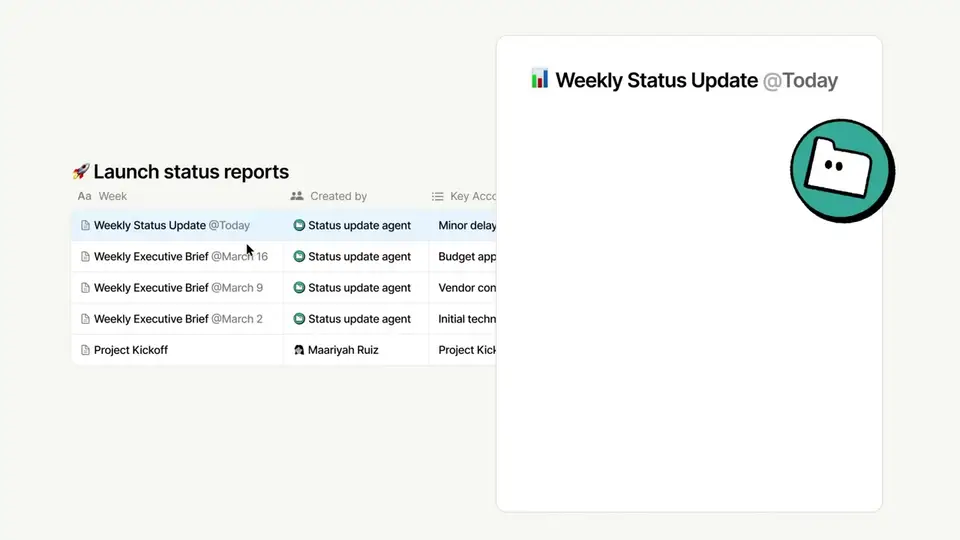 Weekly Status Update @Today
Launch status reports
Aa Week Created by Key Acco
Weekly Status Update @Today Status update agent Minor delay
Weekly Executive Brief @March 16 Status update agent Budget app
Weekly Executive Brief @March 9 Status update agent Vendor con
Weekly Executive Brief @March 2 Status update agent Initial techn
Project Kickoff Maariyah Ruiz Project Kick